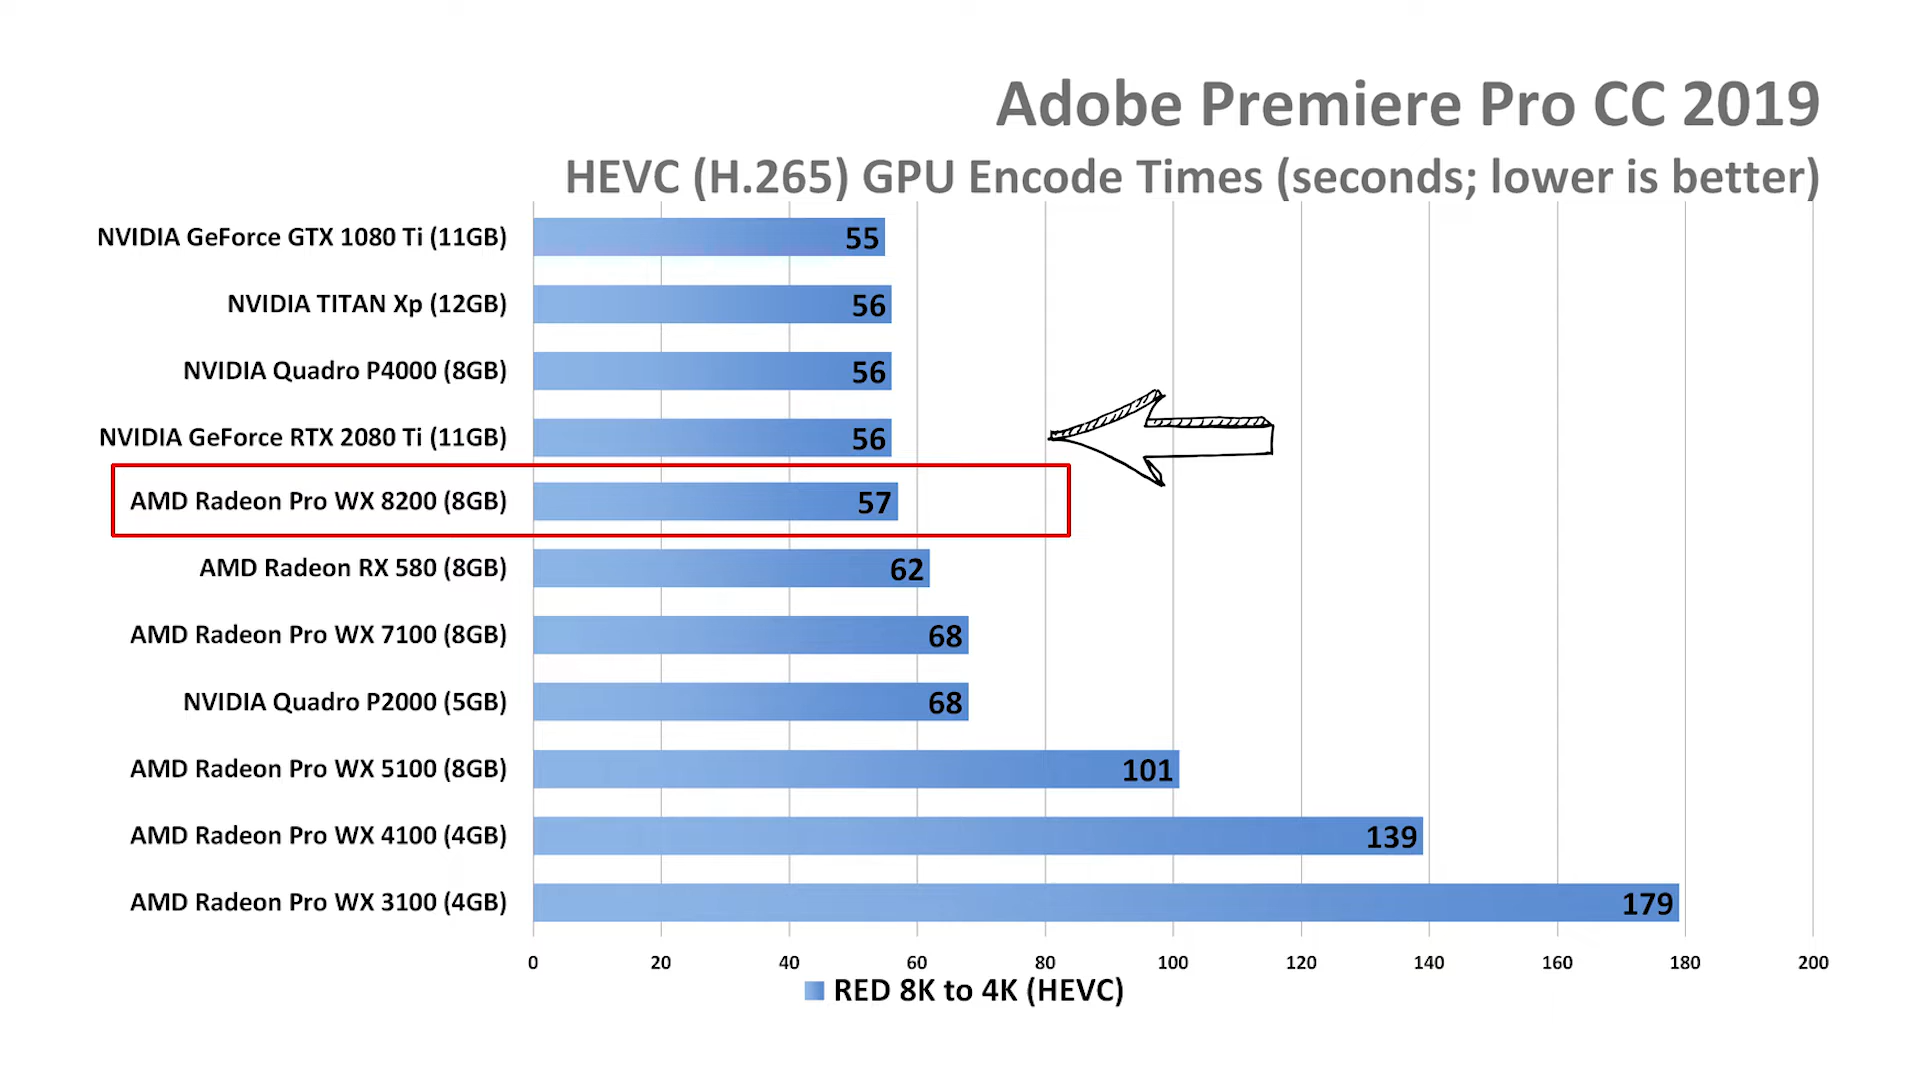 Adobe Premiere Pro CC 2019
HEVC (H.265) GPU Encode Times (seconds; lower is better)
NVIDIA GeForce GTX 1080 Ti (11GB) 55
NVIDIA TITAN Xp (12GB) 56
NVIDIA Quadro P4000 (8GB) 56
NVIDIA GeForce RTX 2080 Ti (11GB) 56
AMD Radeon Pro WX 8200 (8GB) 57
AMD Radeon RX 580 (8GB) 62
AMD Radeon Pro WX 7100 (8GB) 68
NVIDIA Quadro P2000 (5GB) 68
AMD Radeon Pro WX 5100 (8GB) 101
AMD Radeon Pro WX 4100 (4GB) 139
AMD Radeon Pro WX 3100 (4GB) 179
0 20 40 60 80 100 120 140 160 180 200
RED 8K to 4K (HEVC)